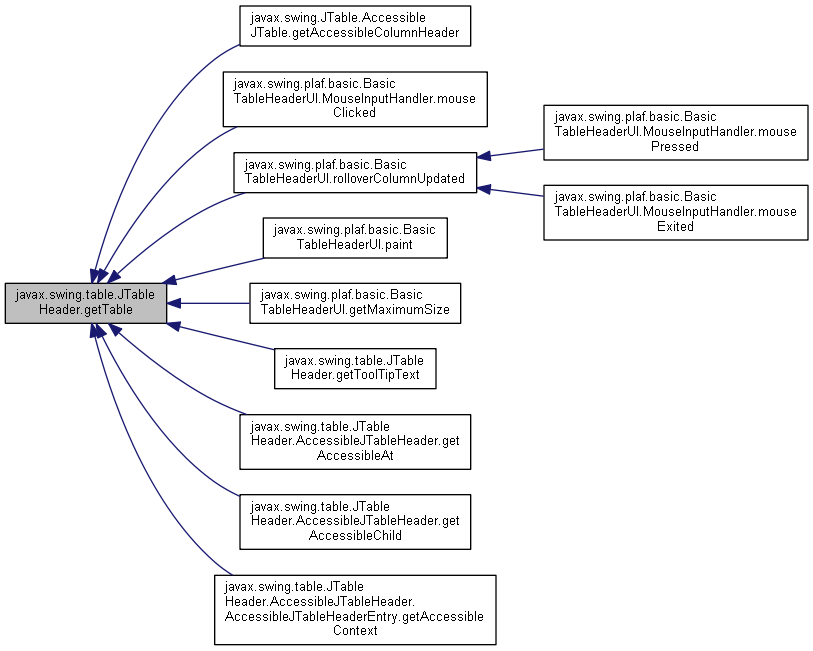 javax.swing.JTable.Accessible
JTable.getAccessibleColumnHeader
javax.swing.plaf.basic.Basic
TableHeaderUI.MouseInputHandler.mouse
Clicked
javax.swing.plaf.basic.Basic
TableHeaderUI.MouseInputHandler.mouse
Pressed
javax.swing.plaf.basic.Basic
TableHeaderUI.rolloverColumnUpdated
javax.swing.plaf.basic.Basic
TableHeaderUI.MouseInputHandler.mouse
Exited
javax.swing.plaf.basic.Basic
TableHeaderUI.paint
javax.swing.table.JTable
Header.getTable
javax.swing.plaf.basic.Basic
TableHeaderUI.getMaximumSize
javax.swing.table.JTable
Header.getToolTipText
javax.swing.table.JTable
Header.AccessibleJTableHeader.get
AccessibleAt
javax.swing.table.JTable
Header.AccessibleJTableHeader.get
AccessibleChild
javax.swing.table.JTable
Header.AccessibleJTableHeader.
AccessibleJTableHeaderEntry.getAccessible
Context